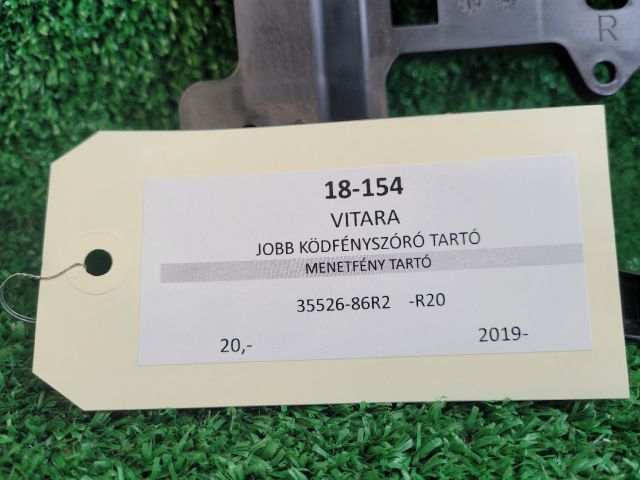 R
18-154
VITARA
JOBB KÖDFÉNYSZÓRÓ TARTÓ
MENETFÉNY TARTÓ
35526-86R2 -R20
20,- 2019-